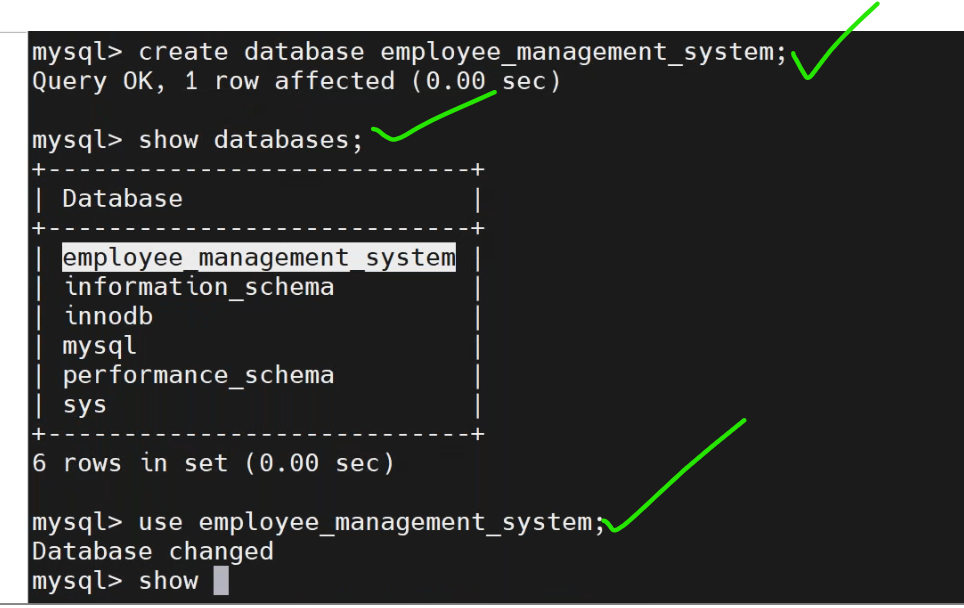 mysql> create database employee_management_system;
Query OK, 1 row affected (0.00 sec)
mysql> show databases;
+----------------------------+
| Database                   |
+----------------------------+
| employee_management_system |
| information_schema         |
| innodb                     |
| mysql                      |
| performance_schema         |
| sys                        |
+----------------------------+
6 rows in set (0.00 sec)
mysql> use employee_management_system;
Database changed
mysql> show